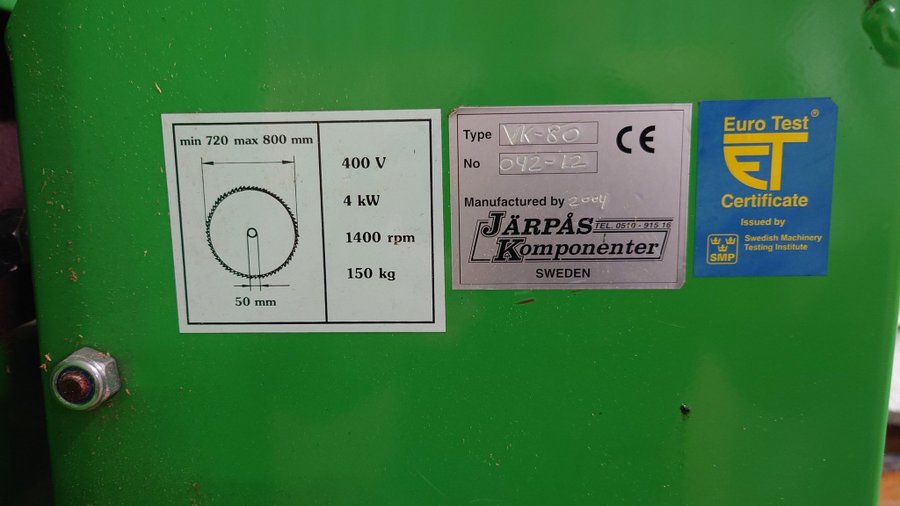 min 720 max 800 mm
50 mm
400 V
4 kW
1400 rpm
150 kg
Type VK-80
No 042-12
CE
Manufactured by 2004
JÄRPÅS
TEL. 0510 - 915 16
Komponenter
SWEDEN
Euro Test ®
ET
Certificate
Issued by
SMP
Swedish Machinery
Testing Institute